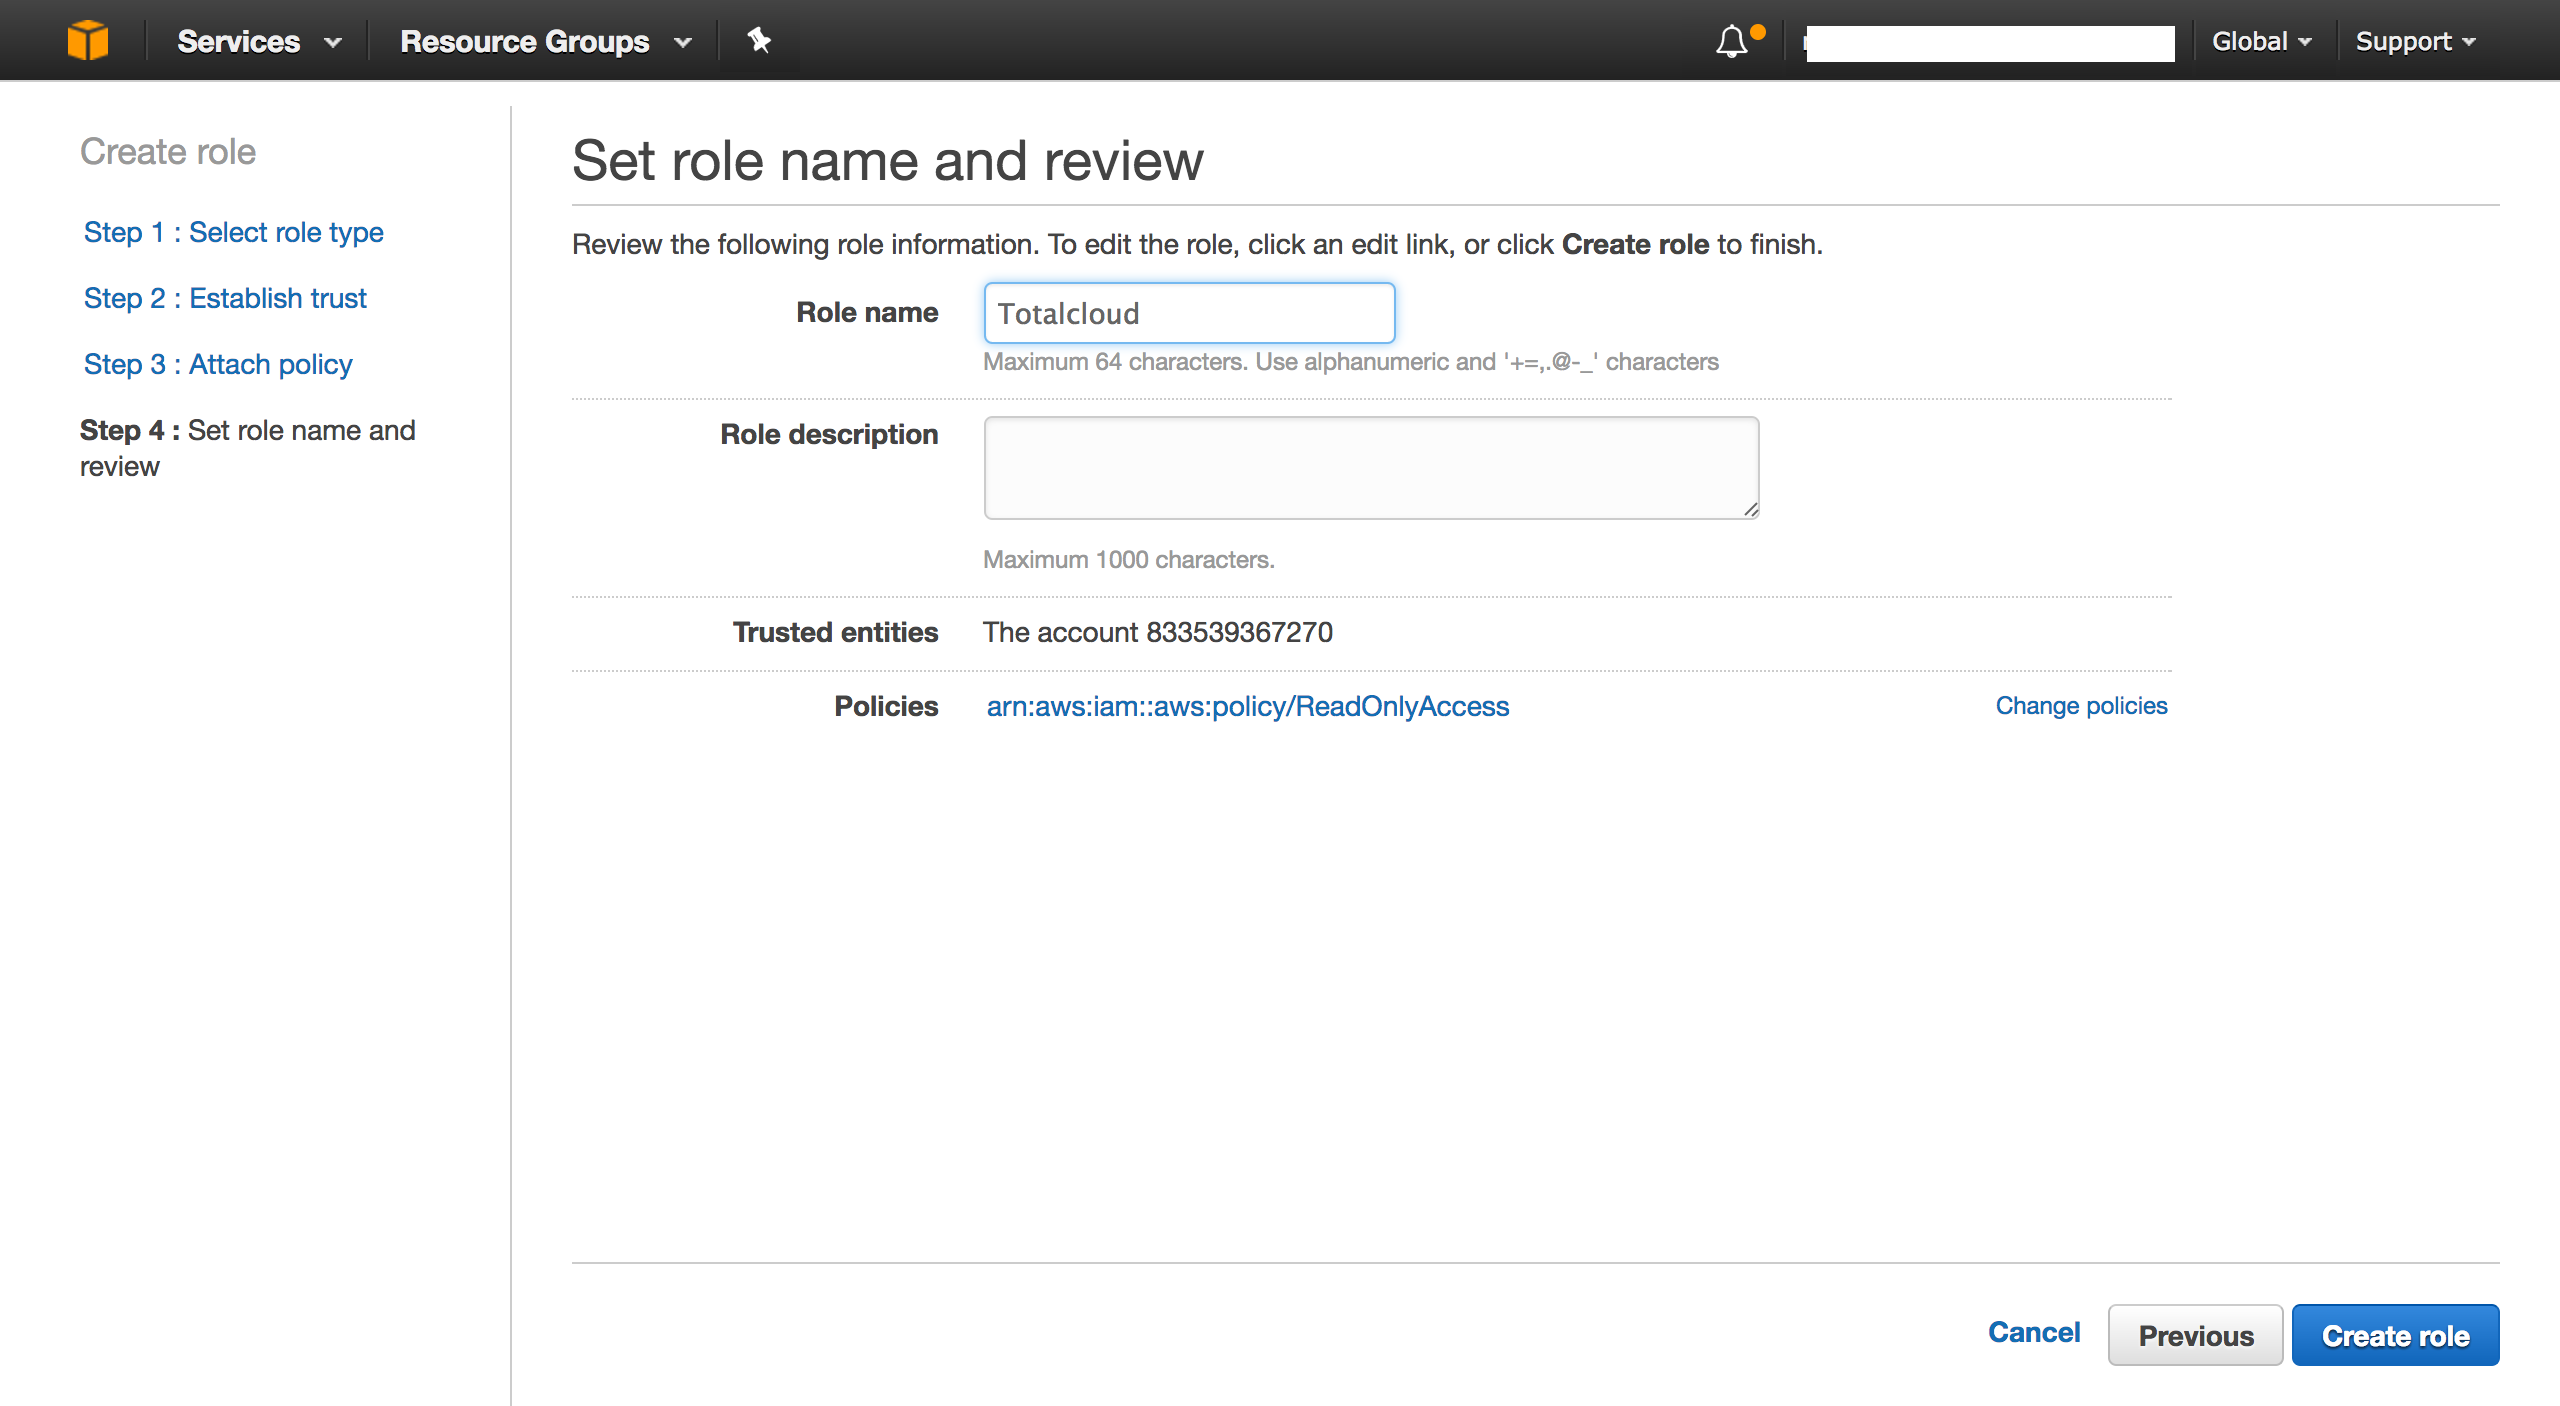 Services
Resource Groups
Global
Support
Create role
Step 1 : Select role type
Step 2 : Establish trust
Step 3 : Attach policy
Step 4 : Set role name and
review
Set role name and review
Review the following role information. To edit the role, click an edit link, or click Create role to finish.
Role name
Totalcloud
Maximum 64 characters. Use alphanumeric and '+=,.@-_' characters
Role description
Maximum 1000 characters.
Trusted entities
The account 833539367270
Policies
arn:aws:iam::aws:policy/ReadOnlyAccess
Change policies
Cancel
Previous
Create role